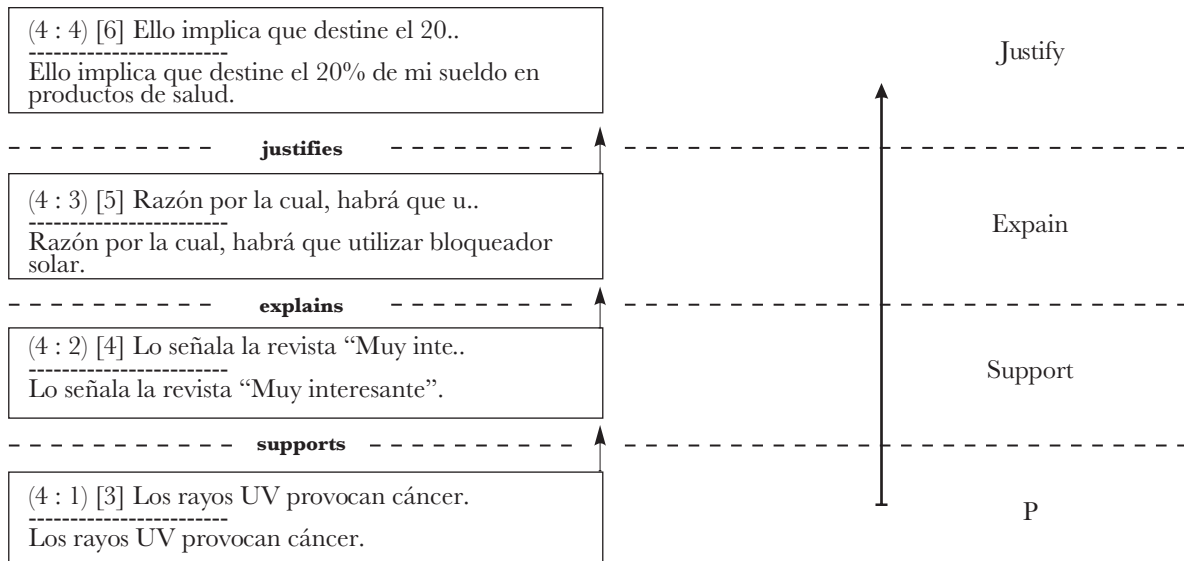 (4 : 4) [6] Ello implica que destine el 20..
Ello implica que destine el 20% de mi sueldo en
productos de salud.
Justify
justifies
(4 : 3) [5] Razón por la cual, habrá que u..
Razón por la cual, habrá que utilizar bloqueador
solar.
Expain
explains
(4 : 2) [4] Lo señala la revista “Muy inte..
Lo señala la revista “Muy interesante”.
Support
supports
(4 : 1) [3] Los rayos UV provocan cáncer.
Los rayos UV provocan cáncer.
P